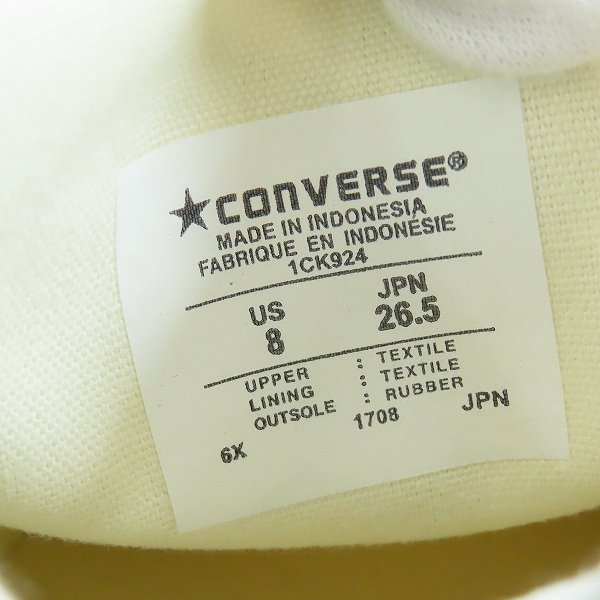 ★CONVERSE®
MADE IN INDONESIA
FABRIQUE EN INDONÉSIE
1CK924
US JPN
8 26.5
UPPER : TEXTILE
LINING : TEXTILE
OUTSOLE : RUBBER
6X 1708 JPN